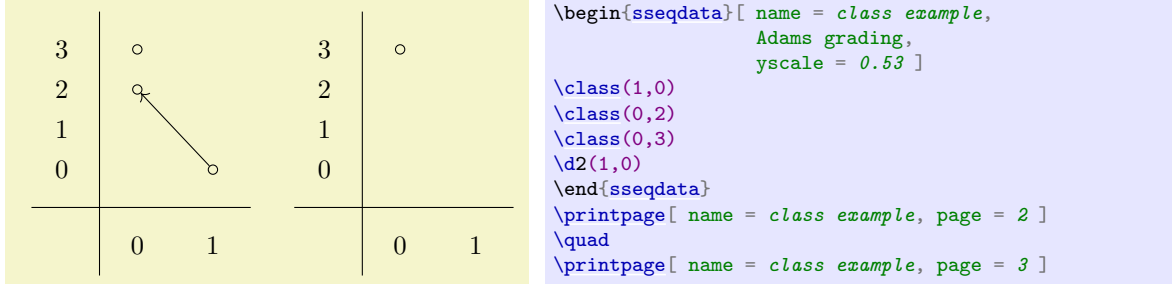 3
2
1
0
0 1
3
2
1
0
0 1
\begin{sseqdata}[ name = class example,
Adams grading,
yscale = 0.53 ]
\class(1,0)
\class(0,2)
\class(0,3)
\d2(1,0)
\end{sseqdata}
\printpage[ name = class example, page = 2 ]
\quad
\printpage[ name = class example, page = 3 ]